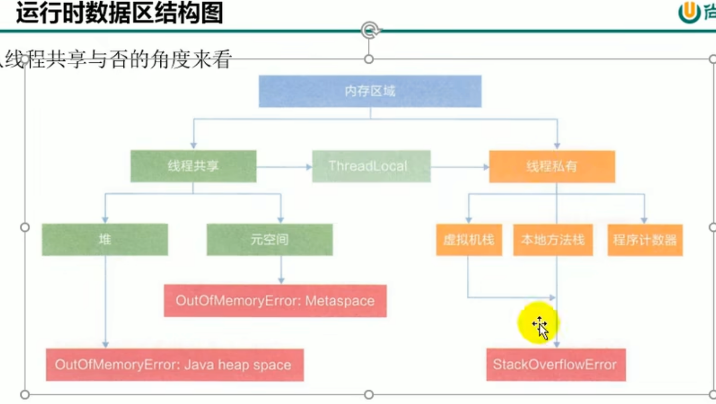 运行时数据区结构图
线程共享与否的角度来看
内存区域
线程共享
ThreadLocal
线程私有
堆
元空间
虚拟机栈
本地方法栈
程序计数器
OutOfMemoryError: Metaspace
OutOfMemoryError: Java heap space
StackOverflowError